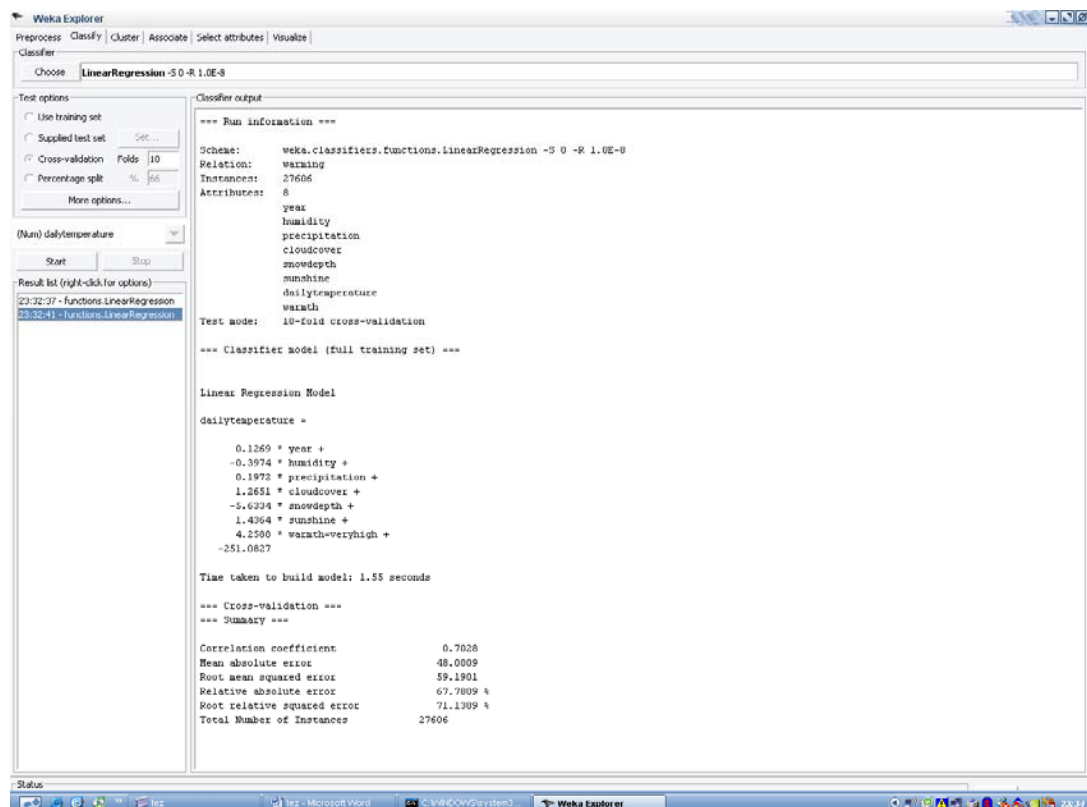 Weka Explorer
Preprocess Classify Cluster Associate Select attributes Visualize
Classifier
Choose LinearRegression -S 0 -R 1.0E-8
Test options
Use training set
Supplied test set Set...
Cross-validation Folds 10
Percentage split % 66
More options...
(Num) dailytemperature
Start Stop
Result list (right-click for options)
23:32:37 - functions.LinearRegression
23:32:41 - functions.LinearRegression
Classifier output
=== Run information ===
Scheme: weka.classifiers.functions.LinearRegression -S 0 -R 1.0E-8
Relation: warming
Instances: 27606
Attributes: 8
year
humidity
precipitation
cloudcover
snowdepth
sunshine
dailytemperature
warmth
Test mode: 10-fold cross-validation
=== Classifier model (full training set) ===
Linear Regression Model
dailytemperature =
0.1269 * year +
-0.3974 * humidity +
0.1972 * precipitation +
1.2651 * cloudcover +
-5.6334 * snowdepth +
1.4364 * sunshine +
4.2500 * warmth=veryhigh +
-251.0827
Time taken to build model: 1.55 seconds
=== Cross-validation ===
=== Summary ===
Correlation coefficient 0.7028
Mean absolute error 48.0009
Root mean squared error 59.1901
Relative absolute error 67.7809 %
Root relative squared error 71.1389 %
Total Number of Instances 27606
Status
tez
tez - Microsoft Word
C:\WINDOWS\system3...
Weka Explorer